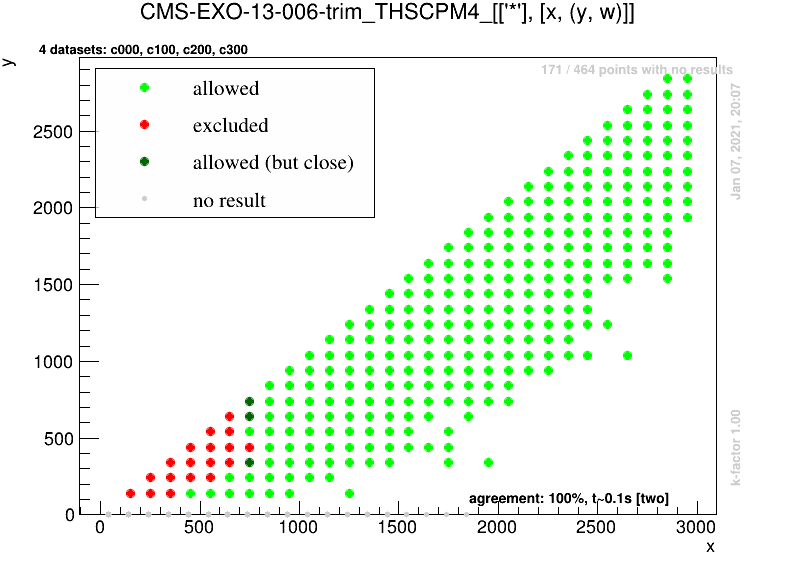 CMS-EXO-13-006-trim_THSCPM4_[['*'], [x, (y, w)]]
4 datasets: c000, c100, c200, c300
y
171 / 464 points with no results
allowed
excluded
allowed (but close)
no result
Jan 07, 2021, 20:07
k-factor 1.00
2500
2000
1500
1000
500
0
agreement: 100%, t~0.1s [two]
0 500 1000 1500 2000 2500 3000
x